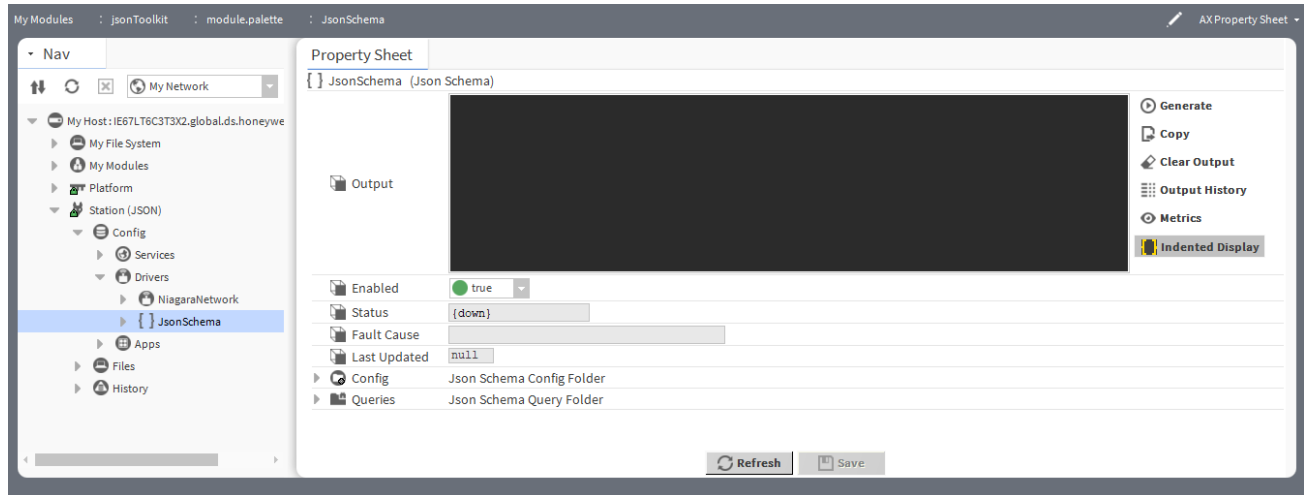 My Modules : jsonToolkit : module.palette : JsonSchema AX Property Sheet
Nav
My Network
My Host : IE67LT6C3T3X2.global.ds.honeywe
My File System
My Modules
Platform
Station (JSON)
Config
Services
Drivers
NiagaraNetwork
{ } JsonSchema
Apps
Files
History
Property Sheet
{ } JsonSchema (Json Schema)
Output
Generate
Copy
Clear Output
Output History
Metrics
Indented Display
Enabled true
Status {down}
Fault Cause
Last Updated null
Config Json Schema Config Folder
Queries Json Schema Query Folder
Refresh Save